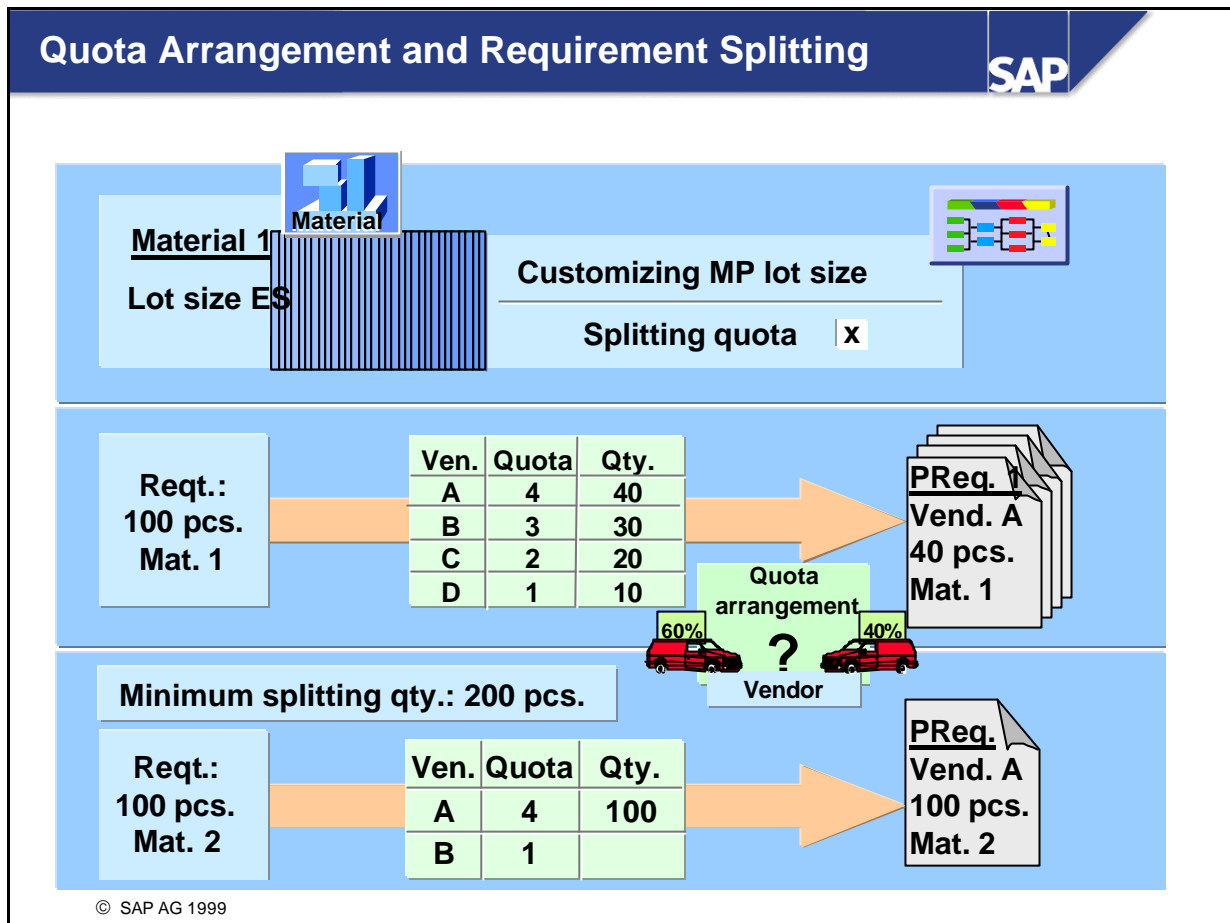 Quota Arrangement and Requirement Splitting
SAP
Material
Material 1
Lot size ES
Customizing MP lot size
Splitting quota x
Reqt.:
100 pcs.
Mat. 1
Ven. Quota Qty.
A 4 40
B 3 30
C 2 20
D 1 10
PReq. 1
Vend. A
40 pcs.
Mat. 1
Quota
arrangement
60% ? 40%
Vendor
Minimum splitting qty.: 200 pcs.
Reqt.:
100 pcs.
Mat. 2
Ven. Quota Qty.
A 4 100
B 1
PReq.
Vend. A
100 pcs.
Mat. 2
© SAP AG 1999